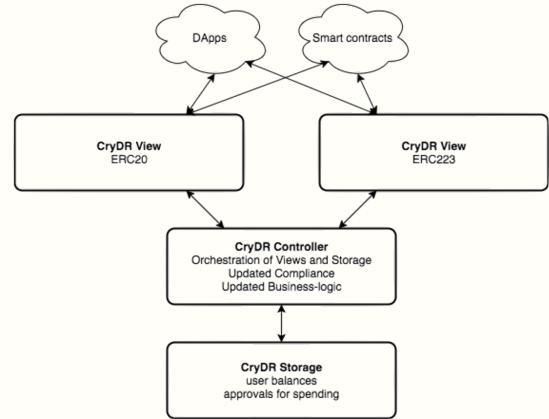 DApps
Smart contracts
CryDR View
ERC20
CryDR View
ERC223
CryDR Controller
Orchestration of Views and Storage
Updated Compliance
Updated Business-logic
CryDR Storage
user balances
approvals for spending